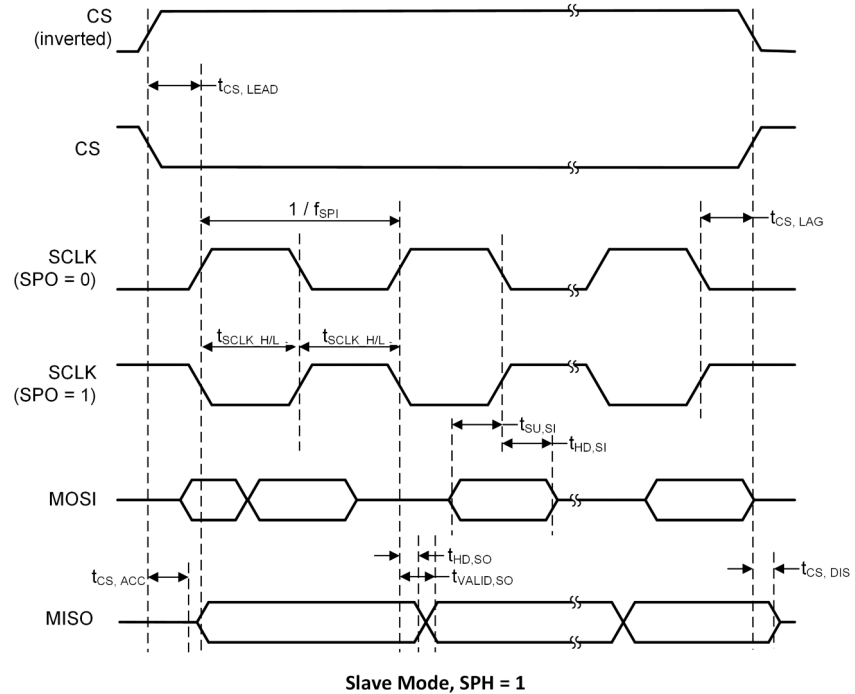 CS
(inverted)
tCS, LEAD
CS
1 / fSPI
tCS, LAG
SCLK
(SPO = 0)
tSCLK_H/L
tSCLK_H/L
SCLK
(SPO = 1)
tSU,SI
tHD,SI
MOSI
tHD,SO
tCS, ACC
tVALID,SO
tCS, DIS
MISO
Slave Mode, SPH = 1